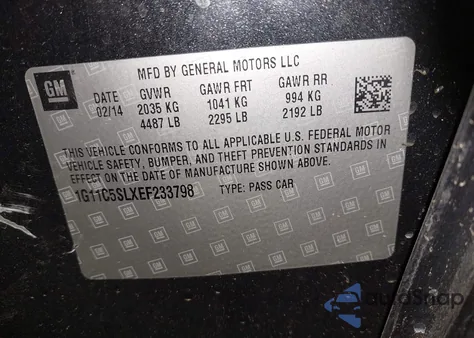 GM
MFD BY GENERAL MOTORS LLC
DATE GVWR GAWR FRT GAWR RR
02/14 2035 KG 1041 KG 994 KG
4487 LB 2295 LB 2192 LB
THIS VEHICLE CONFORMS TO ALL APPLICABLE U.S. FEDERAL MOTOR
VEHICLE SAFETY, BUMPER, AND THEFT PREVENTION STANDARDS IN
EFFECT ON THE DATE OF MANUFACTURE SHOWN ABOVE.
1G11C5SLXEF233798 TYPE: PASS CAR
AutoSnap